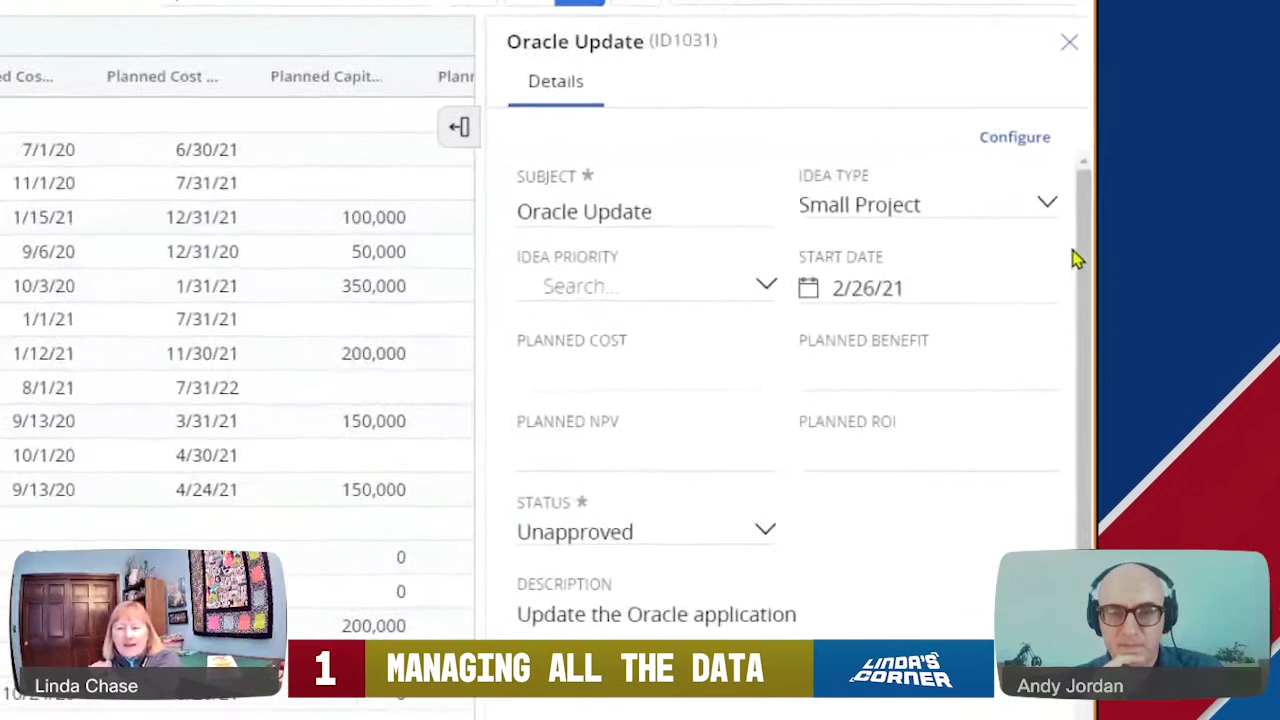 Oracle Update (ID1031)
Details
d Cos... Planned Cost ... Planned Capit... Plann
Configure
7/1/20 6/30/21
11/1/20 7/31/21
1/15/21 12/31/21 100,000
9/6/20 12/31/20 50,000
10/3/20 1/31/21 350,000
1/1/21 7/31/21
1/12/21 11/30/21 200,000
8/1/21 7/31/22
9/13/20 3/31/21 150,000
10/1/20 4/30/21
9/13/20 4/24/21 150,000
0
0
200,000
SUBJECT *
Oracle Update
IDEA TYPE
Small Project
IDEA PRIORITY
Search...
START DATE
2/26/21
PLANNED COST
PLANNED BENEFIT
PLANNED NPV
PLANNED ROI
STATUS *
Unapproved
DESCRIPTION
Update the Oracle application
Linda Chase
1 MANAGING ALL THE DATA
LINDA'S
CORNER
Andy Jordan